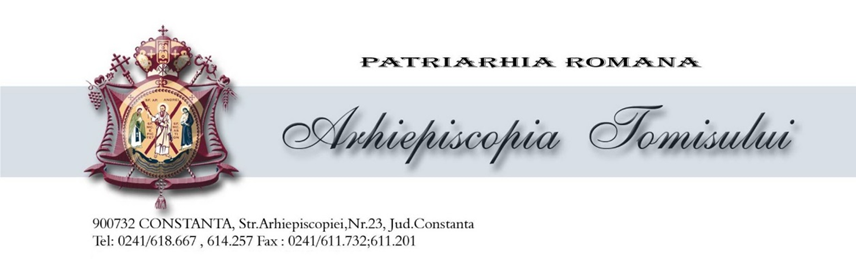 PATRIARHIA ROMANA
Arhiepiscopia Tomisului
900732 CONSTANTA, Str.Arhiepiscopiei,Nr.23, Jud.Constanta
Tel: 0241/618.667 , 614.257 Fax : 0241/611.732;611.201